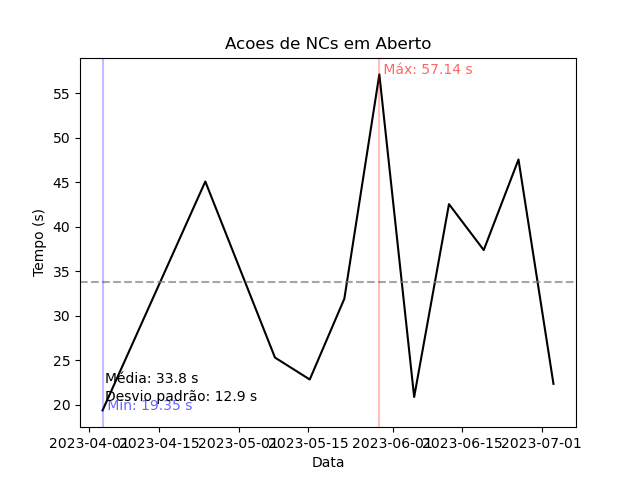 Acoes de NCs em Aberto
Máx: 57.14 s
55
50
45
40
35
30
25
20
Tempo (s)
Média: 33.8 s
Desvio padrão: 12.9 s
Mín: 19.35 s
2023-04-01 2023-04-15 2023-05-01 2023-05-15 2023-06-01 2023-06-15 2023-07-01
Data